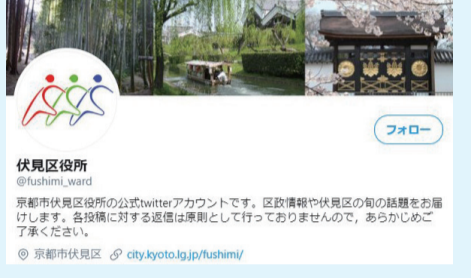 フォロー
伏見区役所
@fushimi_ward
京都市伏見区役所の公式twitterアカウントです。区政情報や伏見区の旬の話題をお届
けします。各投稿に対する返信は原則として行っておりませんので，あらかじめご
了承ください。
京都市伏見区 city.kyoto.lg.jp/fushimi/